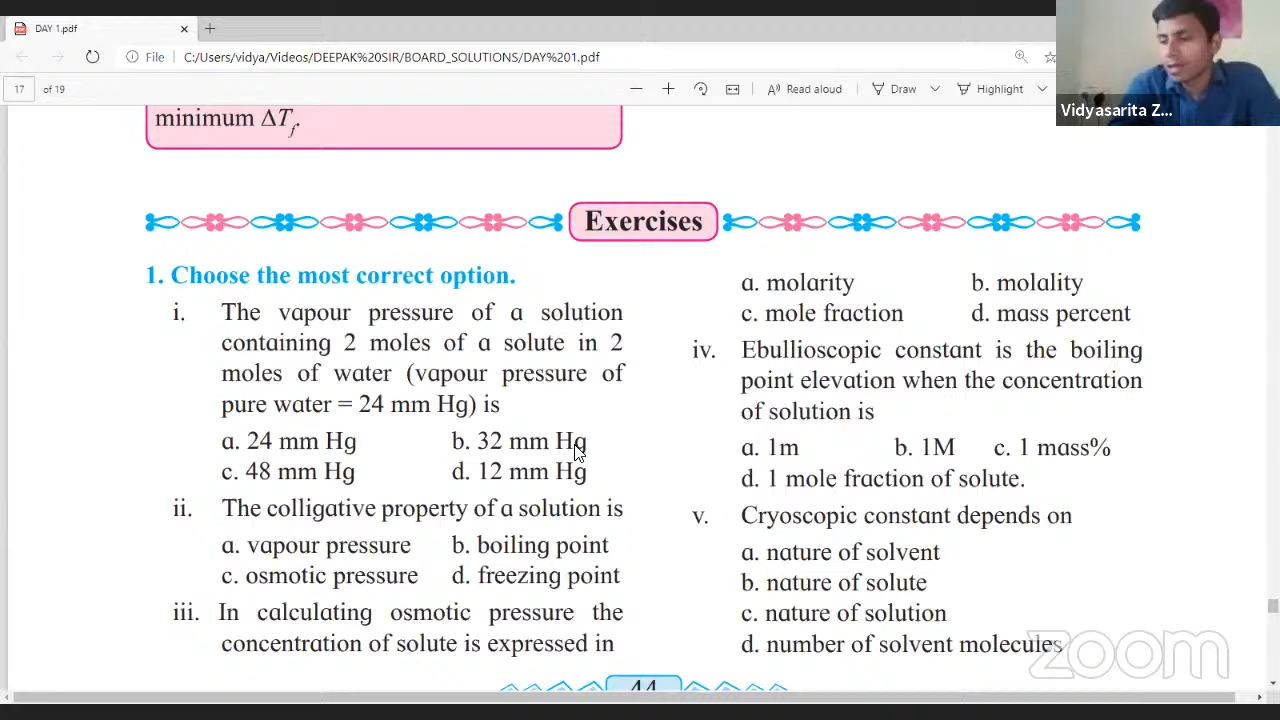 DAY 1.pdf
File
C:/Users/vidya/Videos/DEEPAK%20SIR/BOARD_SOLUTIONS/DAY%201.pdf
17 of 19
Read aloud
Draw
Highlight
Vidyasarita Z...
minimum ΔTf.
Exercises
1. Choose the most correct option.
i. The vapour pressure of a solution
containing 2 moles of a solute in 2
moles of water (vapour pressure of
pure water = 24 mm Hg) is
a. 24 mm Hg b. 32 mm Hg
c. 48 mm Hg d. 12 mm Hg
ii. The colligative property of a solution is
a. vapour pressure b. boiling point
c. osmotic pressure d. freezing point
iii. In calculating osmotic pressure the
concentration of solute is expressed in
a. molarity b. molality
c. mole fraction d. mass percent
iv. Ebullioscopic constant is the boiling
point elevation when the concentration
of solution is
a. 1m b. 1M c. 1 mass%
d. 1 mole fraction of solute.
v. Cryoscopic constant depends on
a. nature of solvent
b. nature of solute
c. nature of solution
d. number of solvent molecules
zoom
44